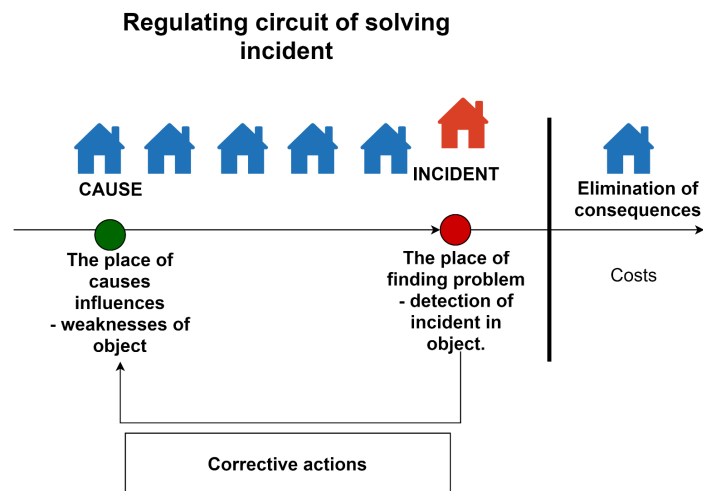 Regulating circuit of solving
incident
CAUSE
INCIDENT
Elimination of
consequences
The place of
causes
influences
- weaknesses of
object
The place of
finding problem
- detection of
incident in
object.
Costs
Corrective actions